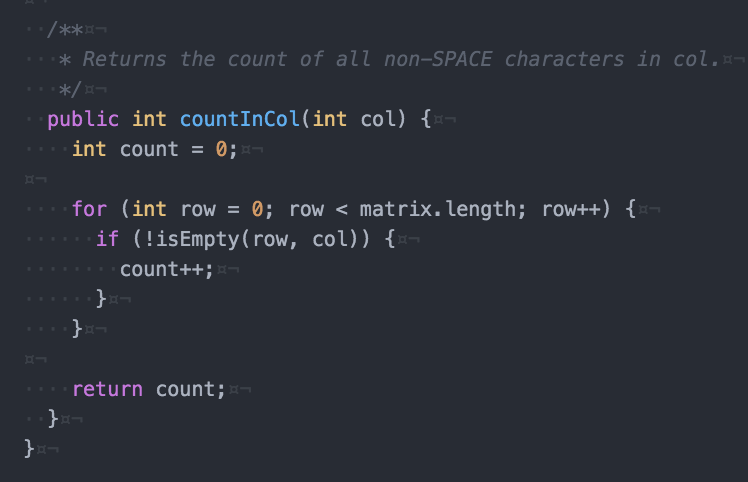 /**
* Returns the count of all non-SPACE characters in col.
*/
public int countInCol(int col) {
int count = 0;
for (int row = 0; row < matrix.length; row++) {
if (!isEmpty(row, col)) {
count++;
}
}
return count;
}
}